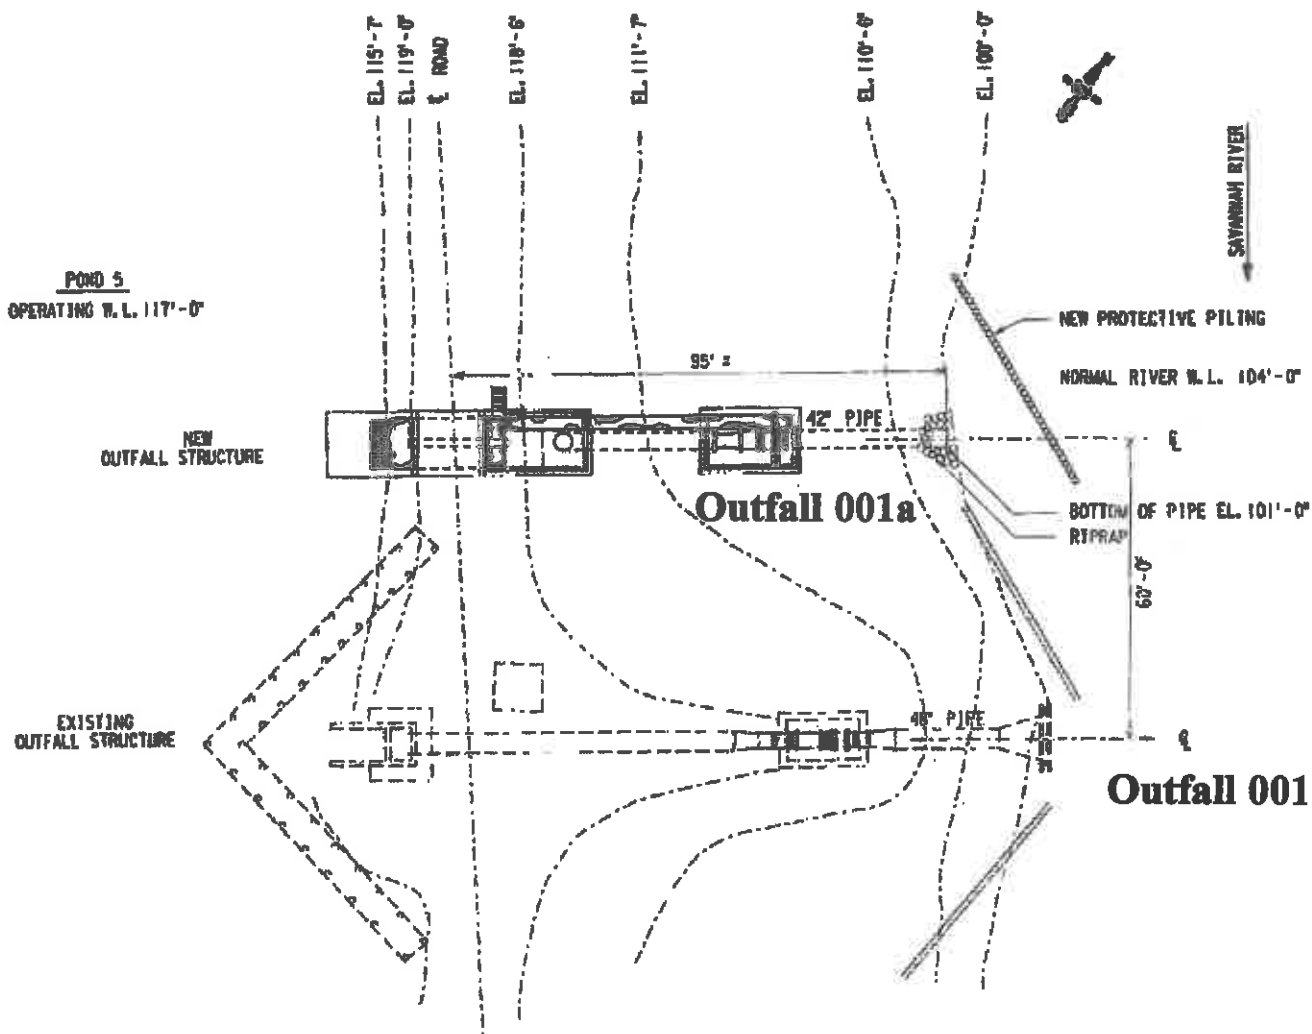 EL. 115'-7"
EL. 119'-0"
℄ ROAD
EL. 118'-6"
EL. 111'-7"
EL. 110'-0"
EL. 100'-0"
SAVANNAH RIVER
POND 5
OPERATING W.L. 117'-0"
NEW PROTECTIVE PILING
95' ±
NORMAL RIVER W.L. 104'-0"
42" PIPE
NEW
OUTFALL STRUCTURE
℄
Outfall 001a
BOTTOM OF PIPE EL. 101'-0"
RIPRAP
60'-0"
EXISTING
OUTFALL STRUCTURE
PIPE
℄
Outfall 001